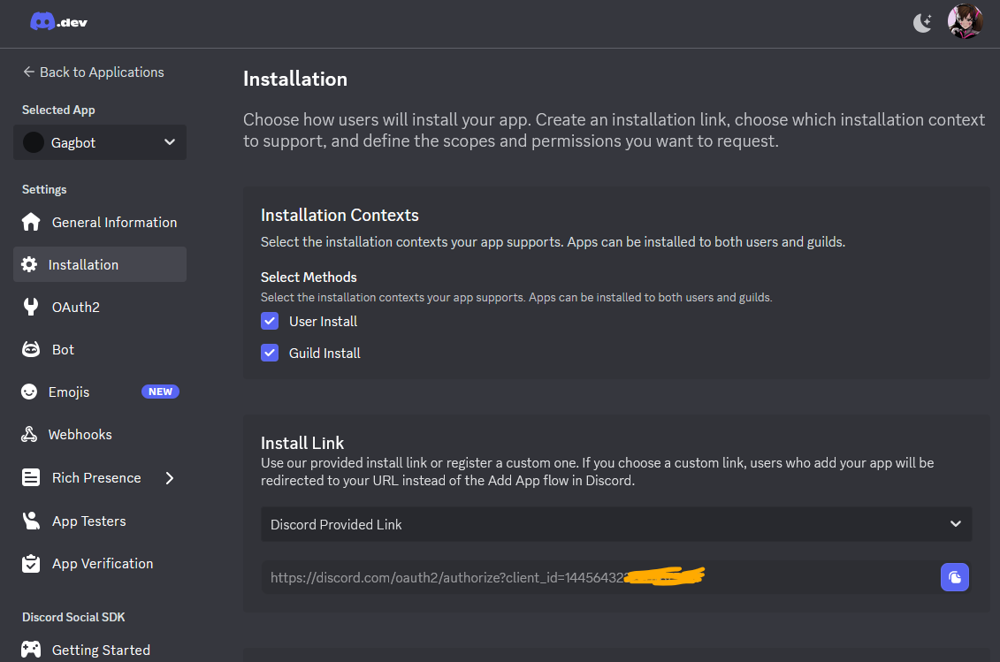 .dev
Back to Applications
Selected App
Gagbot
Settings
General Information
Installation
OAuth2
Bot
Emojis NEW
Webhooks
Rich Presence
App Testers
App Verification
Discord Social SDK
Getting Started
Installation
Choose how users will install your app. Create an installation link, choose which installation context
to support, and define the scopes and permissions you want to request.
Installation Contexts
Select the installation contexts your app supports. Apps can be installed to both users and guilds.
Select Methods
Select the installation contexts your app supports. Apps can be installed to both users and guilds.
User Install
Guild Install
Install Link
Use our provided install link or register a custom one. If you choose a custom link, users who add your app will be
redirected to your URL instead of the Add App flow in Discord.
Discord Provided Link
https://discord.com/oauth2/authorize?client_id=14456432